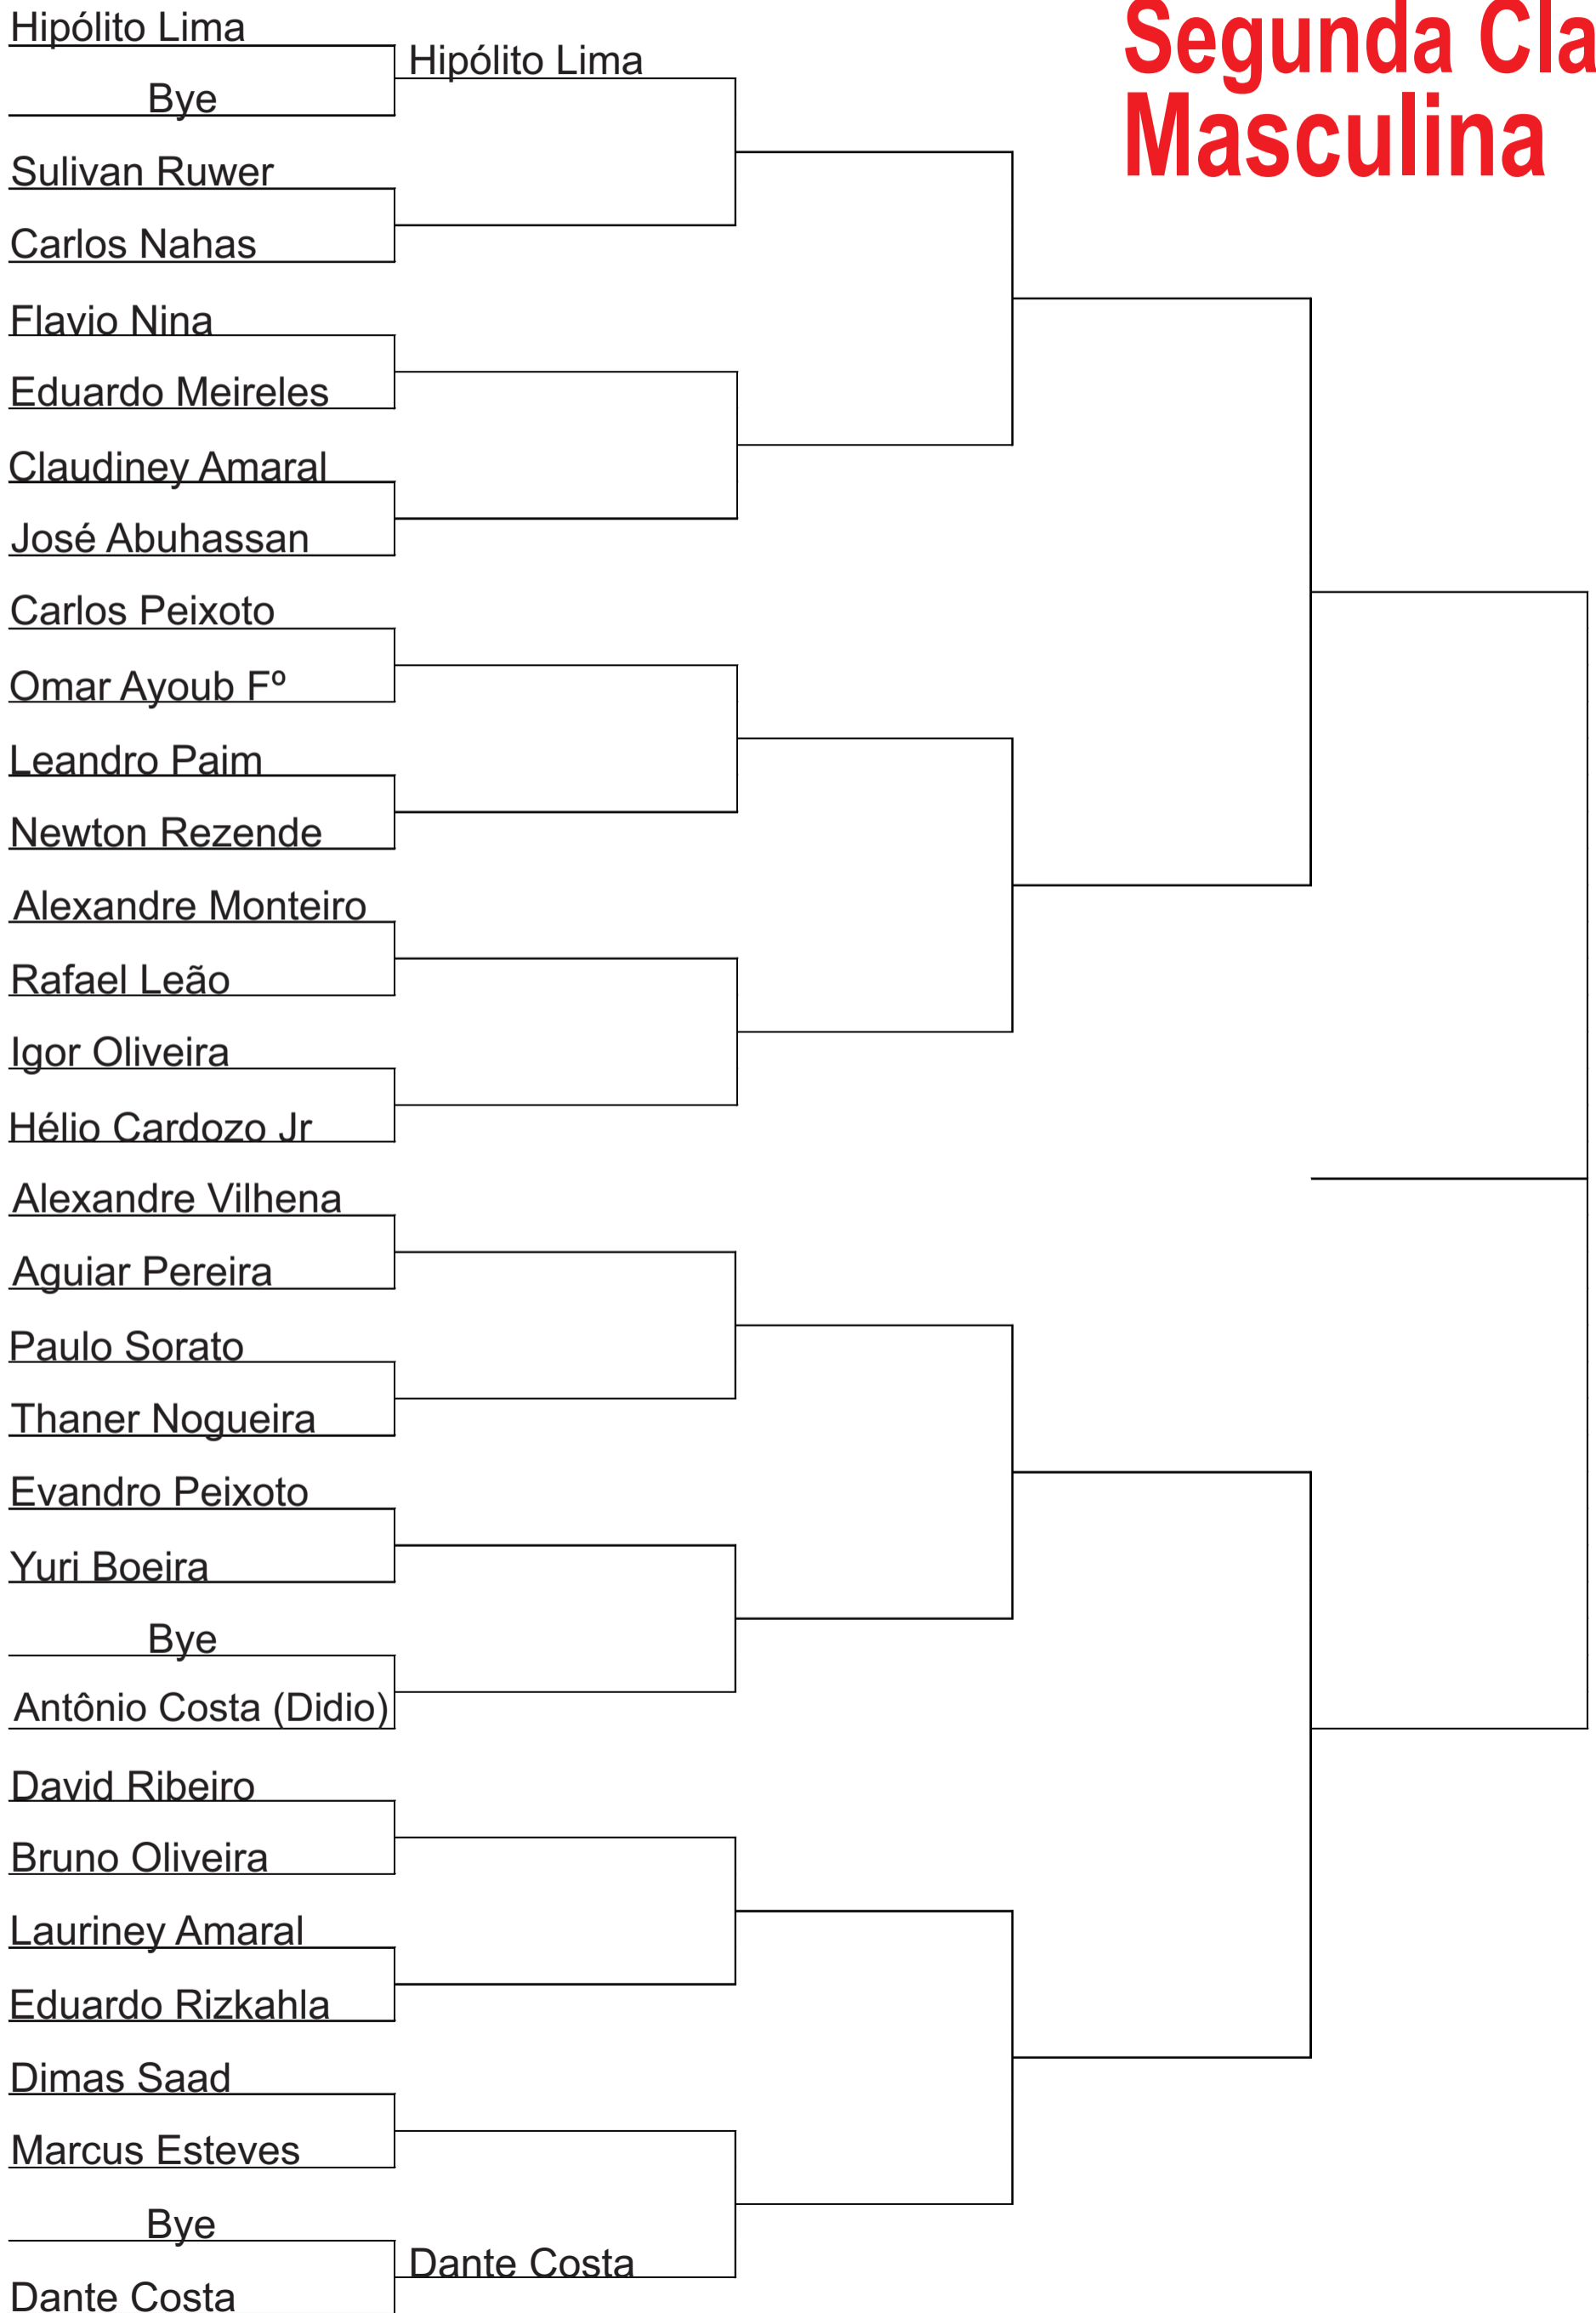 Segunda Cla
Masculina
Hipólito Lima
Hipólito Lima
Bye
Sulivan Ruwer
Carlos Nahas
Flavio Nina
Eduardo Meireles
Claudiney Amaral
José Abuhassan
Carlos Peixoto
Omar Ayoub Fº
Leandro Paim
Newton Rezende
Alexandre Monteiro
Rafael Leão
Igor Oliveira
Hélio Cardozo Jr
Alexandre Vilhena
Aguiar Pereira
Paulo Sorato
Thaner Nogueira
Evandro Peixoto
Yuri Boeira
Bye
Antônio Costa (Didio)
David Ribeiro
Bruno Oliveira
Lauriney Amaral
Eduardo Rizkahla
Dimas Saad
Marcus Esteves
Bye
Dante Costa
Dante Costa